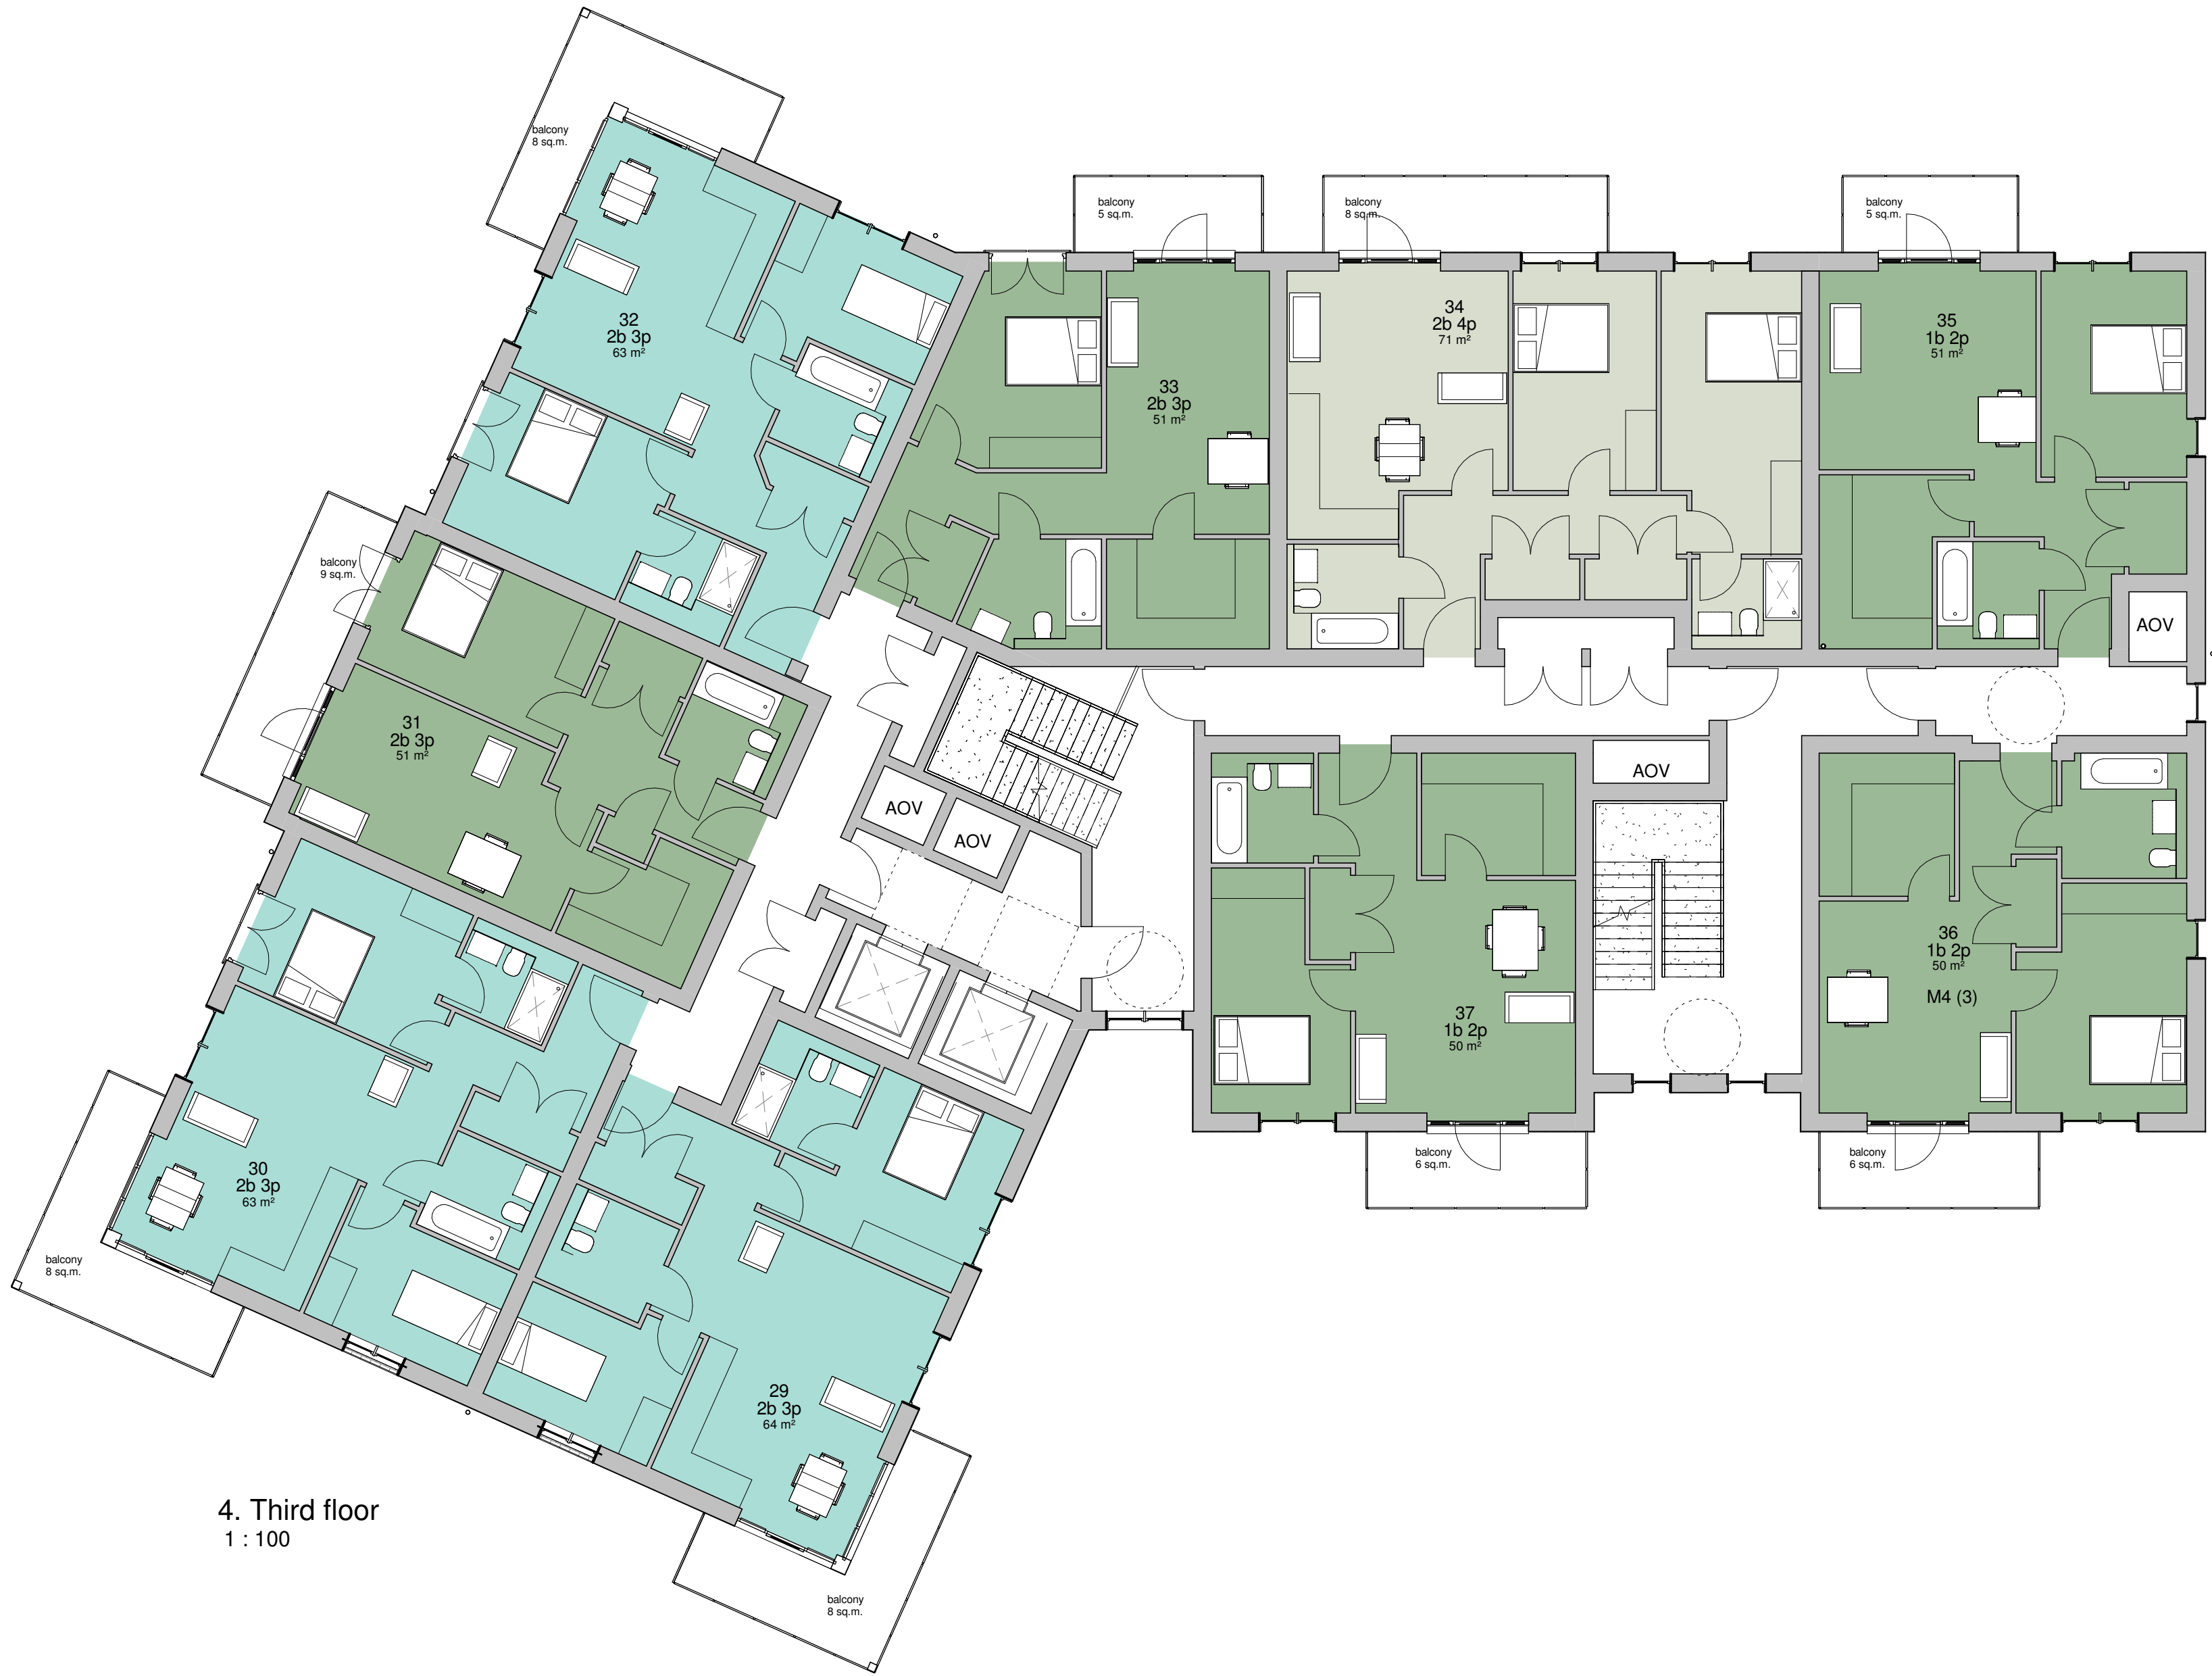 balcony
8 sq.m.
32
2b 3p
63 m²
balcony
5 sq.m.
33
2b 3p
51 m²
balcony
8 sq.m.
34
2b 4p
71 m²
balcony
5 sq.m.
35
1b 2p
51 m²
AOV
balcony
9 sq.m.
31
2b 3p
51 m²
AOV
AOV
AOV
37
1b 2p
50 m²
balcony
6 sq.m.
36
1b 2p
50 m²
M4 (3)
balcony
6 sq.m.
30
2b 3p
63 m²
balcony
8 sq.m.
29
2b 3p
64 m²
balcony
8 sq.m.
4. Third floor
1 : 100